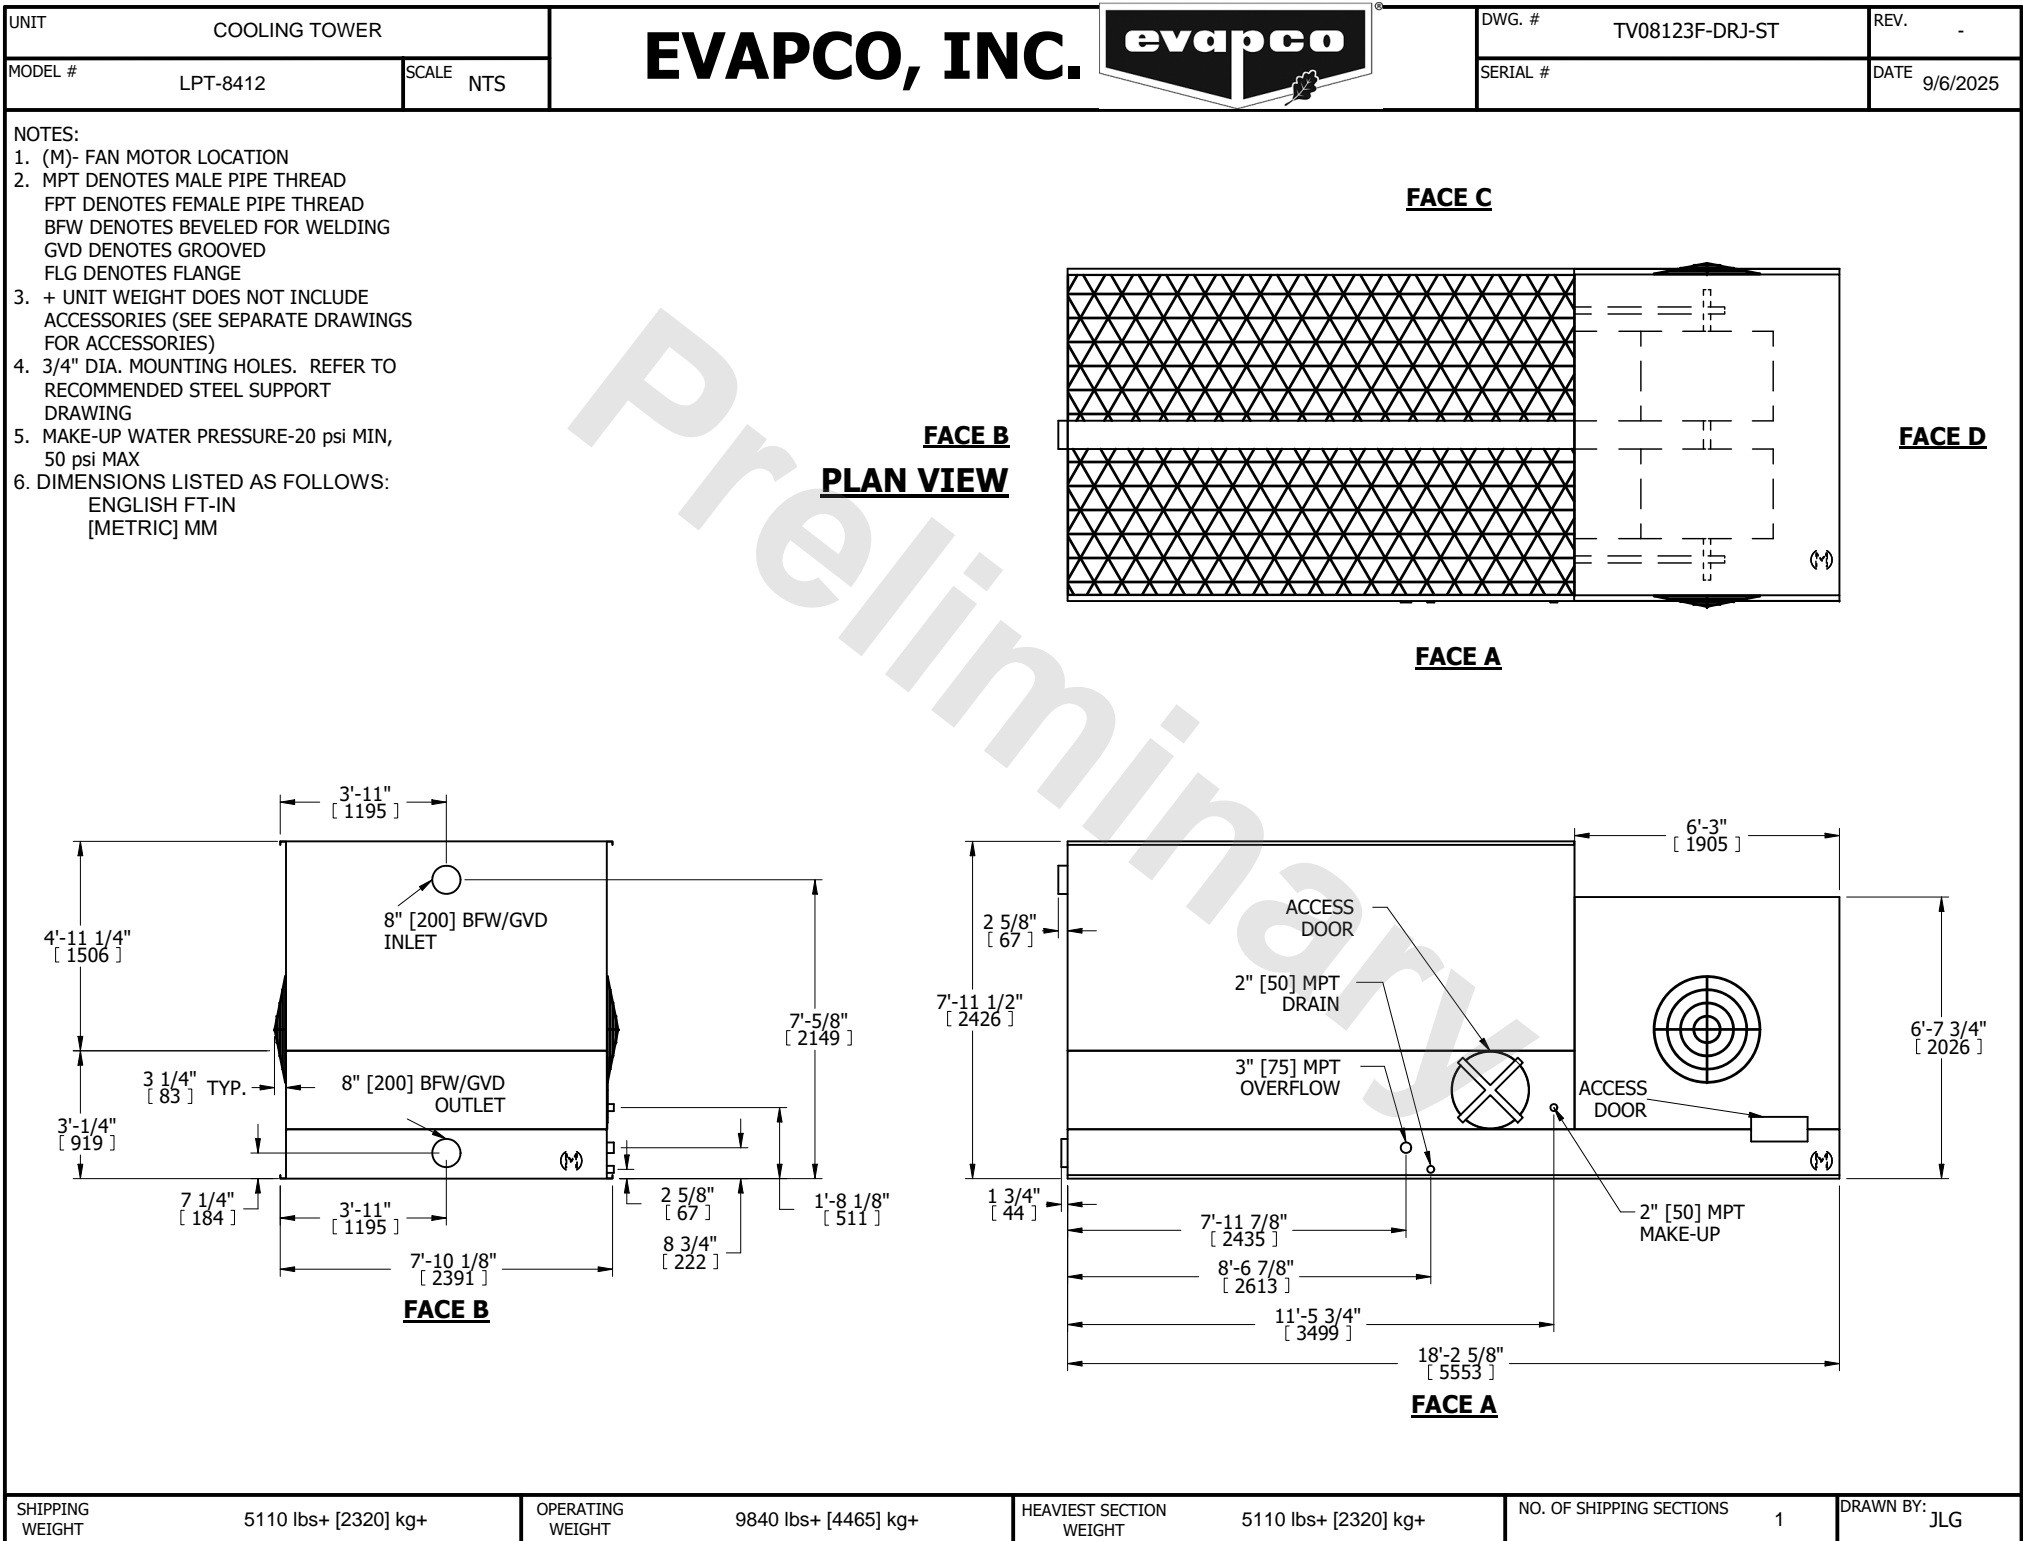 UNIT
COOLING TOWER
MODEL #
LPT-8412
SCALE
NTS
EVAPCO, INC.
evapco
®
DWG. #
TV08123F-DRJ-ST
REV.
-
SERIAL #
DATE
9/6/2025
NOTES:
1. (M)- FAN MOTOR LOCATION
2. MPT DENOTES MALE PIPE THREAD
FPT DENOTES FEMALE PIPE THREAD
BFW DENOTES BEVELED FOR WELDING
GVD DENOTES GROOVED
FLG DENOTES FLANGE
3. + UNIT WEIGHT DOES NOT INCLUDE
ACCESSORIES (SEE SEPARATE DRAWINGS
FOR ACCESSORIES)
4. 3/4" DIA. MOUNTING HOLES. REFER TO
RECOMMENDED STEEL SUPPORT
DRAWING
5. MAKE-UP WATER PRESSURE-20 psi MIN,
50 psi MAX
6. DIMENSIONS LISTED AS FOLLOWS:
ENGLISH FT-IN
[METRIC] MM
Preliminary
FACE C
FACE B
PLAN VIEW
FACE D
(M)
FACE A
3'-11"
[ 1195 ]
8" [200] BFW/GVD
INLET
4'-11 1/4"
[ 1506 ]
7'-5/8"
[ 2149 ]
3 1/4"
[ 83 ]
TYP.
8" [200] BFW/GVD
OUTLET
3'-1/4"
[ 919 ]
(M)
7 1/4"
[ 184 ]
3'-11"
[ 1195 ]
2 5/8"
[ 67 ]
1'-8 1/8"
[ 511 ]
8 3/4"
[ 222 ]
7'-10 1/8"
[ 2391 ]
FACE B
6'-3"
[ 1905 ]
2 5/8"
[ 67 ]
ACCESS
DOOR
2" [50] MPT
DRAIN
7'-11 1/2"
[ 2426 ]
6'-7 3/4"
[ 2026 ]
3" [75] MPT
OVERFLOW
ACCESS
DOOR
(M)
1 3/4"
[ 44 ]
2" [50] MPT
MAKE-UP
7'-11 7/8"
[ 2435 ]
8'-6 7/8"
[ 2613 ]
11'-5 3/4"
[ 3499 ]
18'-2 5/8"
[ 5553 ]
FACE A
SHIPPING
WEIGHT
5110 lbs+ [2320] kg+
OPERATING
WEIGHT
9840 lbs+ [4465] kg+
HEAVIEST SECTION
WEIGHT
5110 lbs+ [2320] kg+
NO. OF SHIPPING SECTIONS
1
DRAWN BY:
JLG